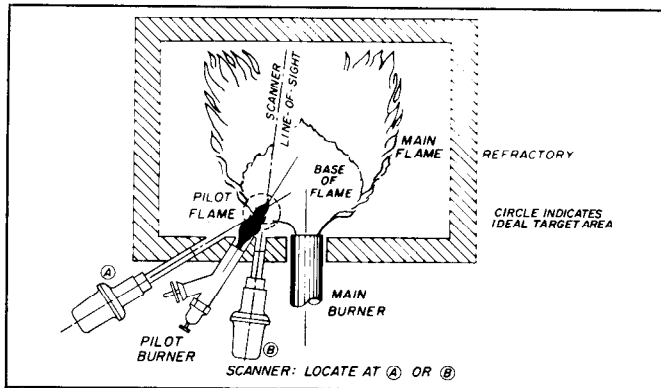 SCANNER
LINE-OF-SIGHT
MAIN
FLAME
REFRACTORY
BASE
OF
FLAME
PILOT
FLAME
CIRCLE INDICATES
IDEAL TARGET AREA
A
MAIN
BURNER
PILOT
BURNER
B
SCANNER: LOCATE AT A OR B